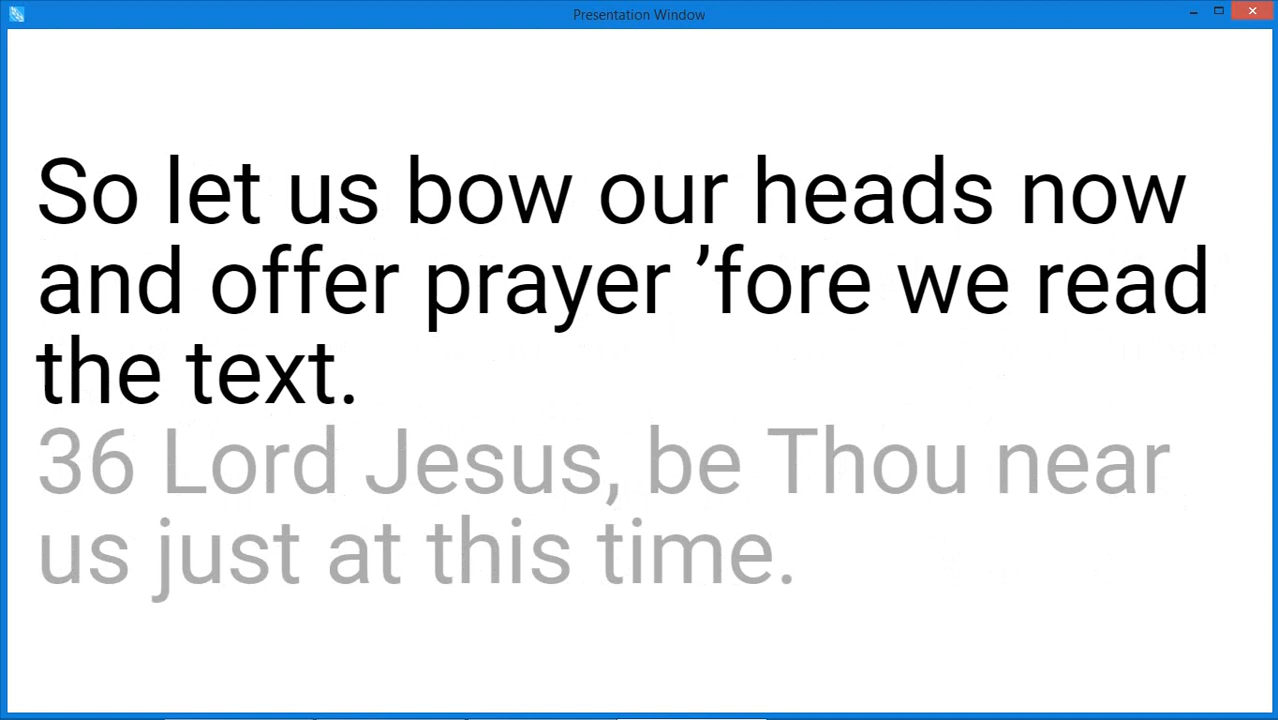 Presentation Window
So let us bow our heads now
and offer prayer ’fore we read
the text.
36 Lord Jesus, be Thou near
us just at this time.